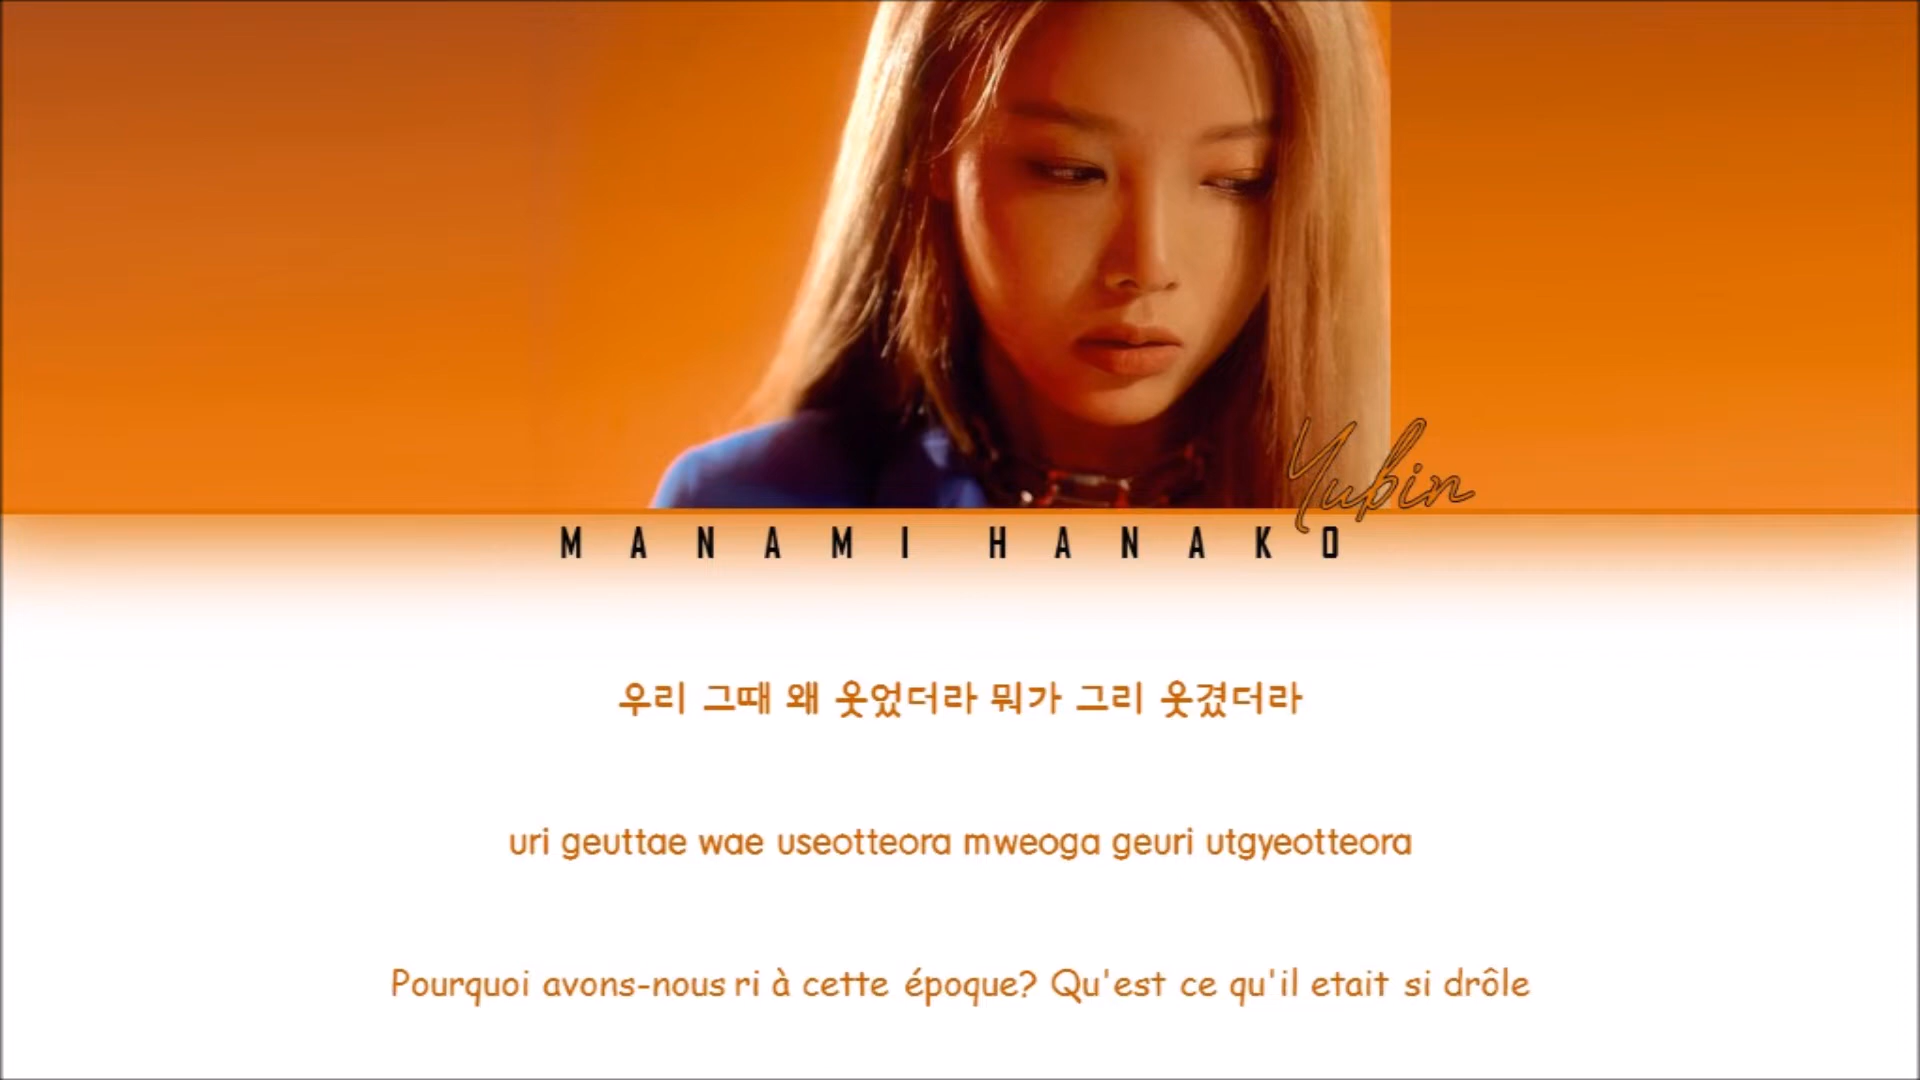 Yubin
MANAMI HANAKO
우리 그때 왜 웃었더라 뭐가 그리 웃겼더라
uri geuttae wae useotteora mweoga geuri utgyeotteora
Pourquoi avons-nous ri à cette époque? Qu'est ce qu'il etait si drôle